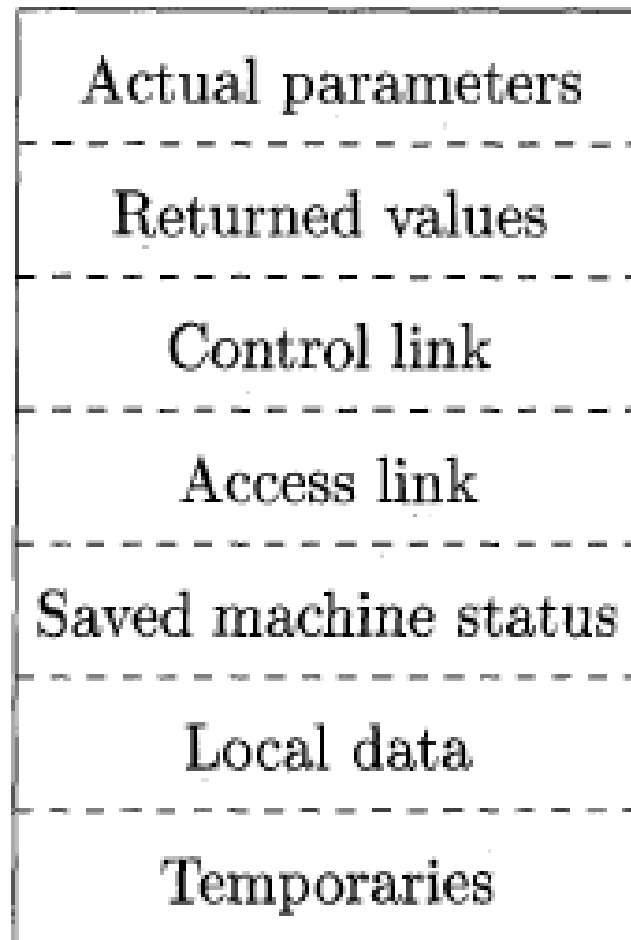 Actual parameters
Returned values
Control link
Access link
Saved machine status
Local data
Temporaries